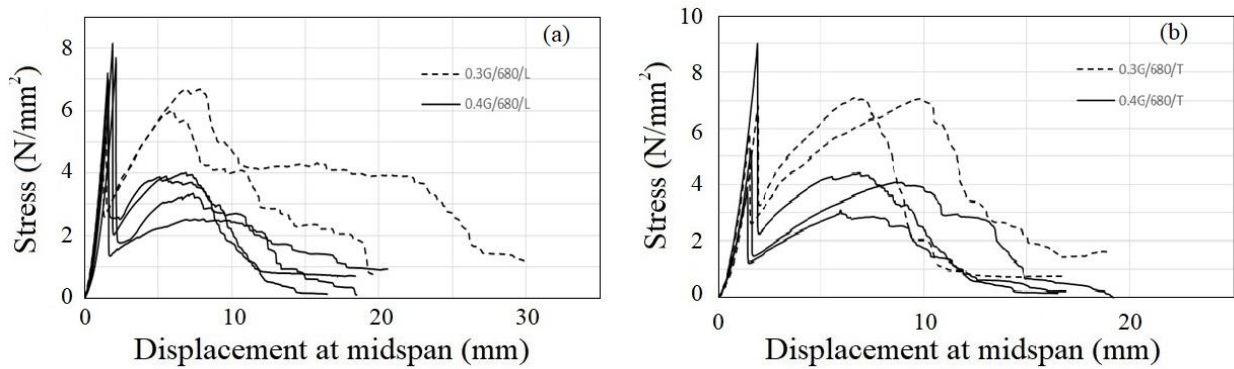 (a)
Stress (N/mm²)
8
6
4
2
0
0.3G/680/L
0.4G/680/L
0 10 20 30
Displacement at midspan (mm)
(b)
Stress (N/mm²)
10
8
6
4
2
0
0.3G/680/T
0.4G/680/T
0 10 20
Displacement at midspan (mm)